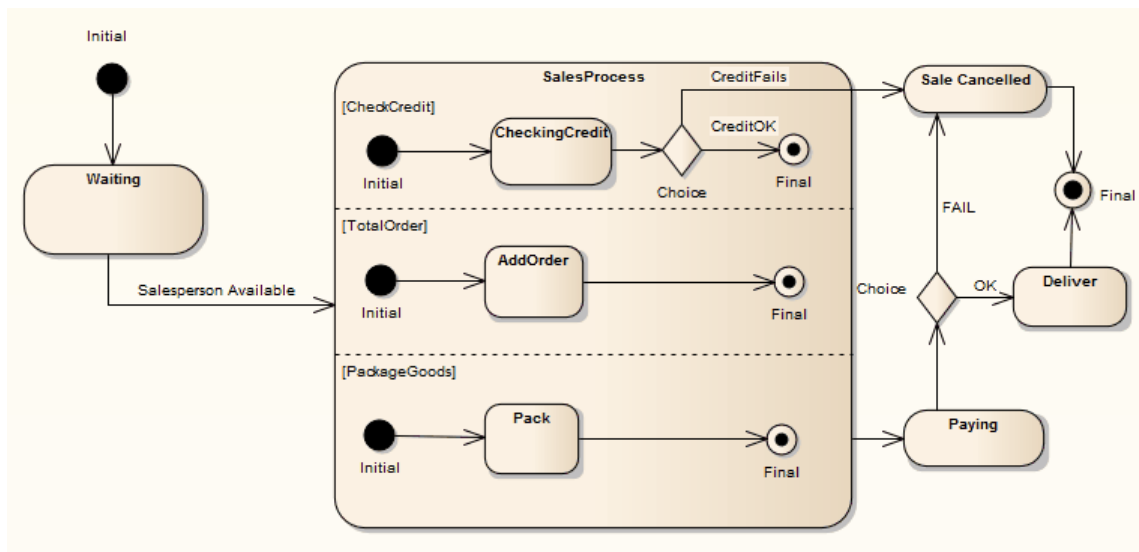 Initial
Waiting
Salesperson Available
SalesProcess
[CheckCredit]
Initial
CheckingCredit
Choice
CreditFails
CreditOK
Final
[TotalOrder]
Initial
AddOrder
Final
[PackageGoods]
Initial
Pack
Final
Sale Cancelled
Final
FAIL
Choice
OK
Deliver
Paying